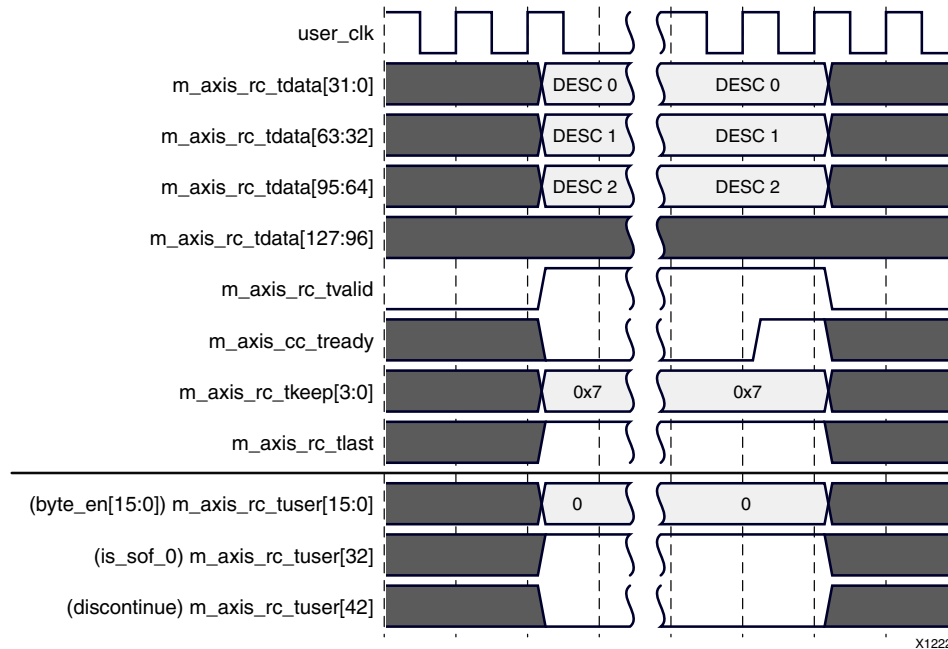 user_clk
m_axis_rc_tdata[31:0] DESC 0 DESC 0
m_axis_rc_tdata[63:32] DESC 1 DESC 1
m_axis_rc_tdata[95:64] DESC 2 DESC 2
m_axis_rc_tdata[127:96]
m_axis_rc_tvalid
m_axis_cc_tready
m_axis_rc_tkeep[3:0] 0x7 0x7
m_axis_rc_tlast
(byte_en[15:0]) m_axis_rc_tuser[15:0] 0 0
(is_sof_0) m_axis_rc_tuser[32]
(discontinue) m_axis_rc_tuser[42]
X1222